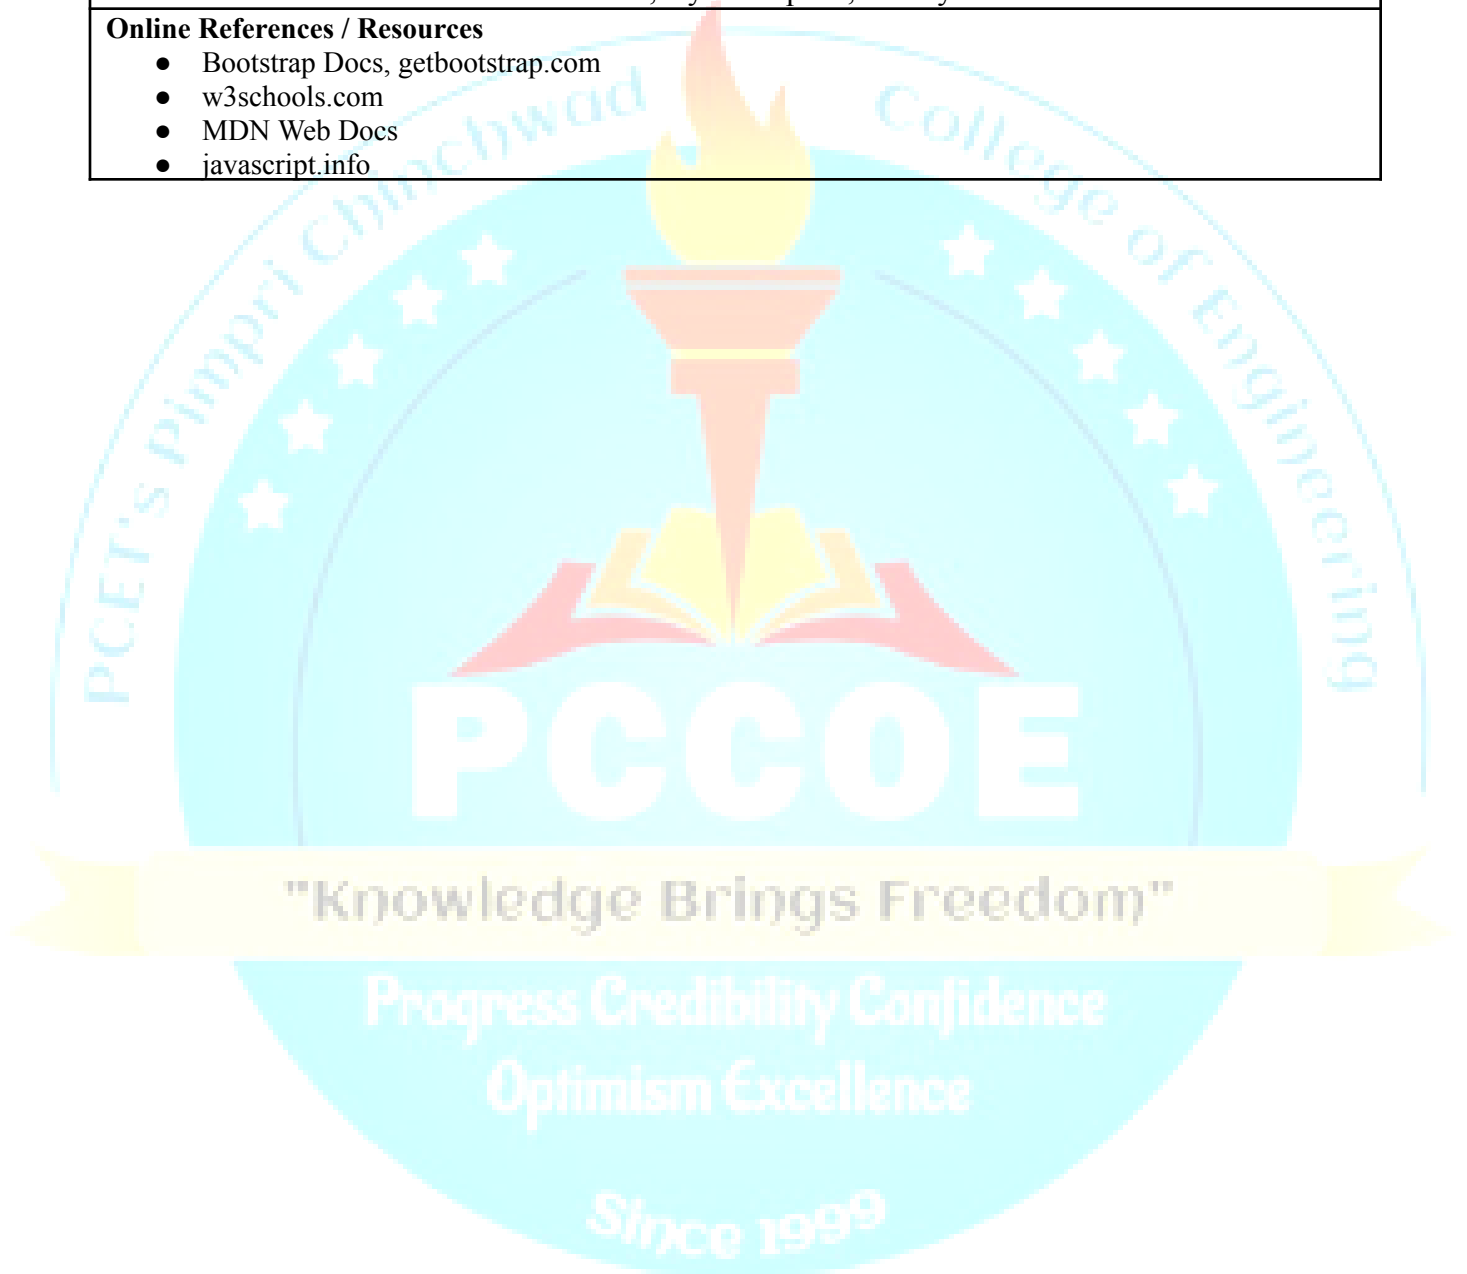 Online References / Resources
● Bootstrap Docs, getbootstrap.com
● w3schools.com
● MDN Web Docs
● javascript.info
PCET's Pimpri Chinchwad College of Engineering
PCCOE
"Knowledge Brings Freedom"
Progress Credibility Confidence
Optimism Excellence
Since 1999